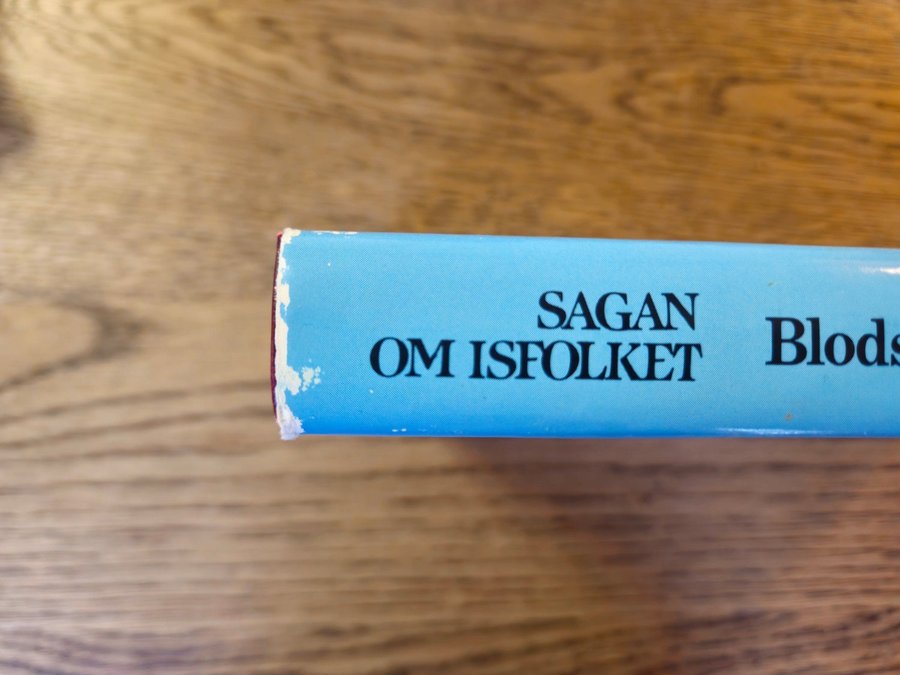 SAGAN
OM ISFOLKET
Blods